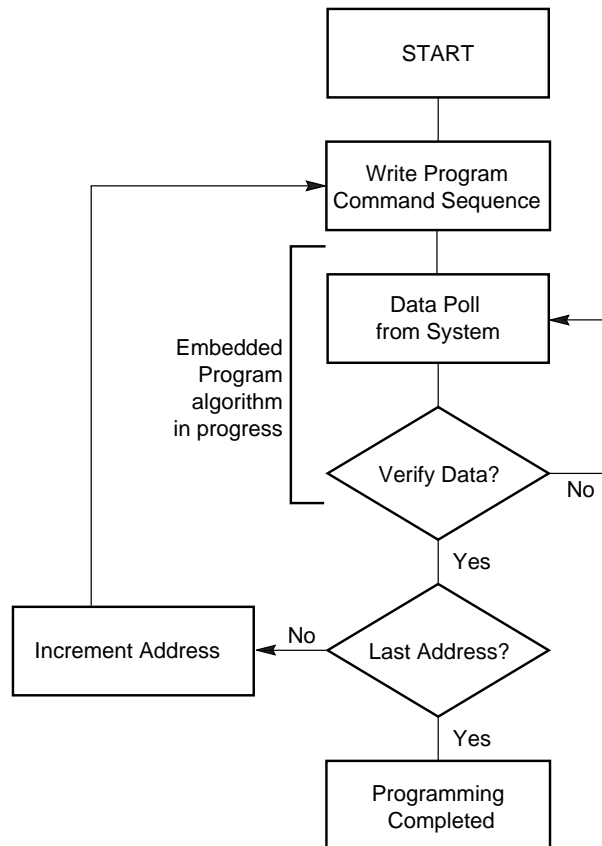 START
Write Program
Command Sequence
Data Poll
from System
Embedded
Program
algorithm
in progress
Verify Data?
No
Yes
Increment Address
No
Last Address?
Yes
Programming
Completed